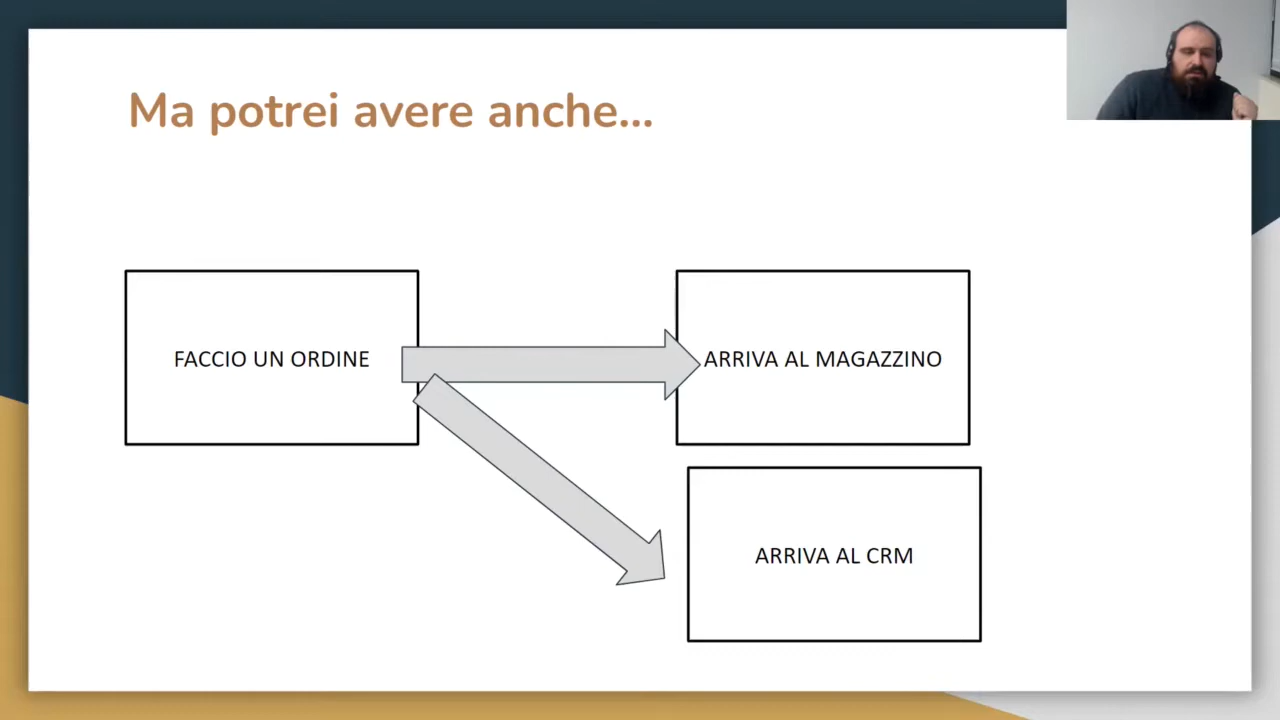 Ma potrei avere anche...
FACCIO UN ORDINE
ARRIVA AL MAGAZZINO
ARRIVA AL CRM